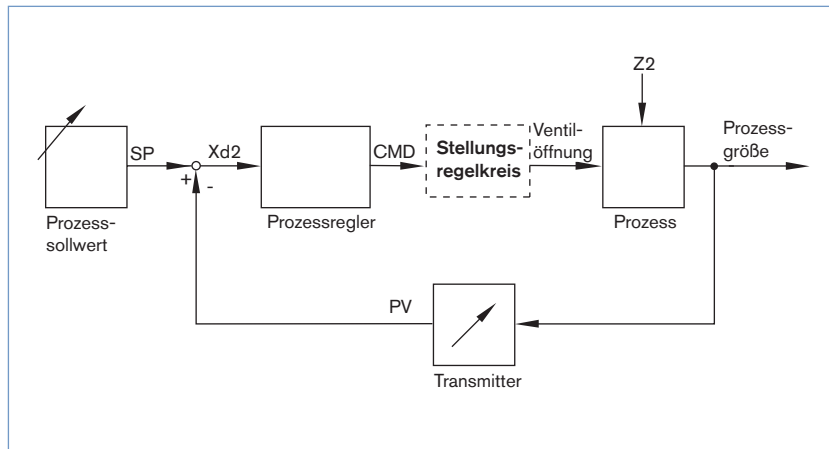 Z2
SP
+
-
Xd2
CMD
Stellungs-
regelkreis
Ventil-
öffnung
Prozess-
größe
Prozess-
sollwert
Prozessregler
Prozess
PV
Transmitter